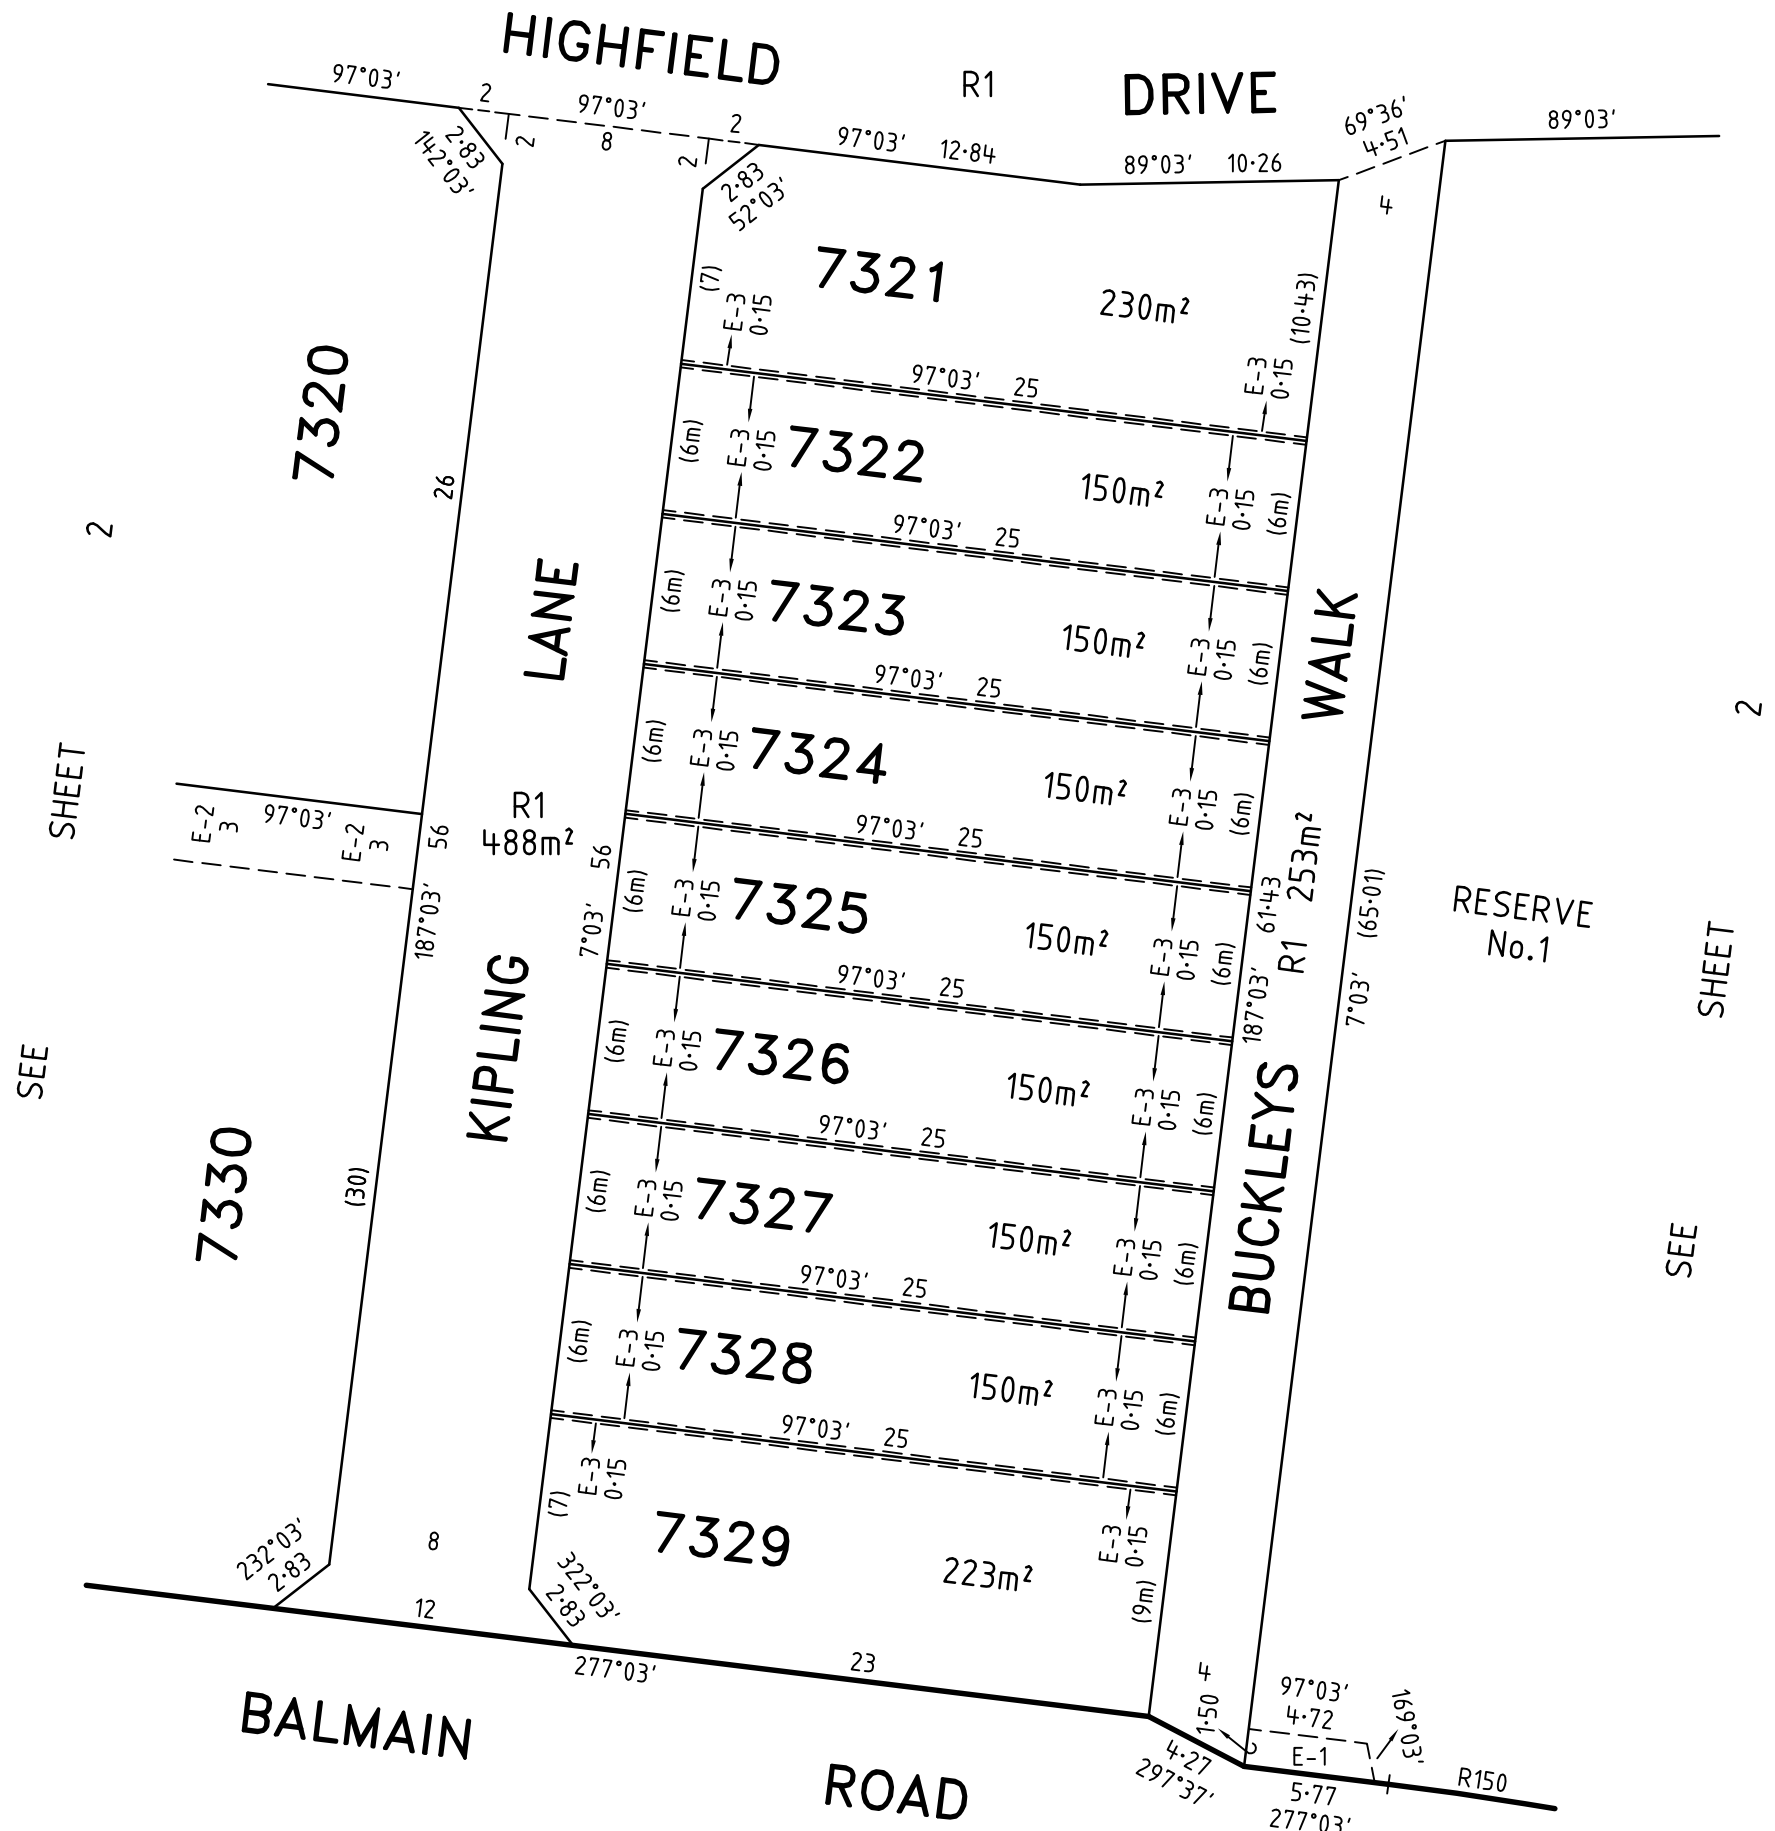 HIGHFIELD DRIVE
R1
97°03′
2
97°03′
8
2
97°03′ 12·84
89°03′ 10·26
69°36′
4·51
89°03′
2·83
142°03′
2
2
2·83
52°03′
4
7320
26
2
SHEET
SEE
7321
230m²
(7)
E-3
0·15
(10·43)
E-3
0·15
97°03′ 25
(6m)
E-3
0·15
7322
150m²
E-3
0·15
(6m)
97°03′ 25
(6m)
E-3
0·15
7323
150m²
E-3
0·15
(6m)
97°03′ 25
(6m)
E-3
0·15
7324
150m²
E-3
0·15
(6m)
97°03′ 25
(6m)
E-3
0·15
7325
150m²
E-3
0·15
(6m)
97°03′ 25
(6m)
E-3
0·15
7326
150m²
E-3
0·15
(6m)
97°03′ 25
(6m)
E-3
0·15
7327
150m²
E-3
0·15
(6m)
97°03′ 25
(6m)
E-3
0·15
7328
150m²
E-3
0·15
(6m)
97°03′ 25
(7)
E-3
0·15
7329
223m²
E-3
0·15
(9m)
KIPLING LANE
R1
488m²
E-2
3
97°03′
E-2
3
56
187°03′
7°03′ 56
7330
(30)
BUCKLEYS WALK
R1 253m²
187°03′ 61·43
7°03′ (65·01)
RESERVE
No.1
2
SHEET
SEE
232°03′
2·83
8
12
322°03′
2·83
277°03′
23
4
1·50
97°03′
4·72
169°03′
E-1
4·27
297°37′
5·77
277°03′
R150
BALMAIN ROAD